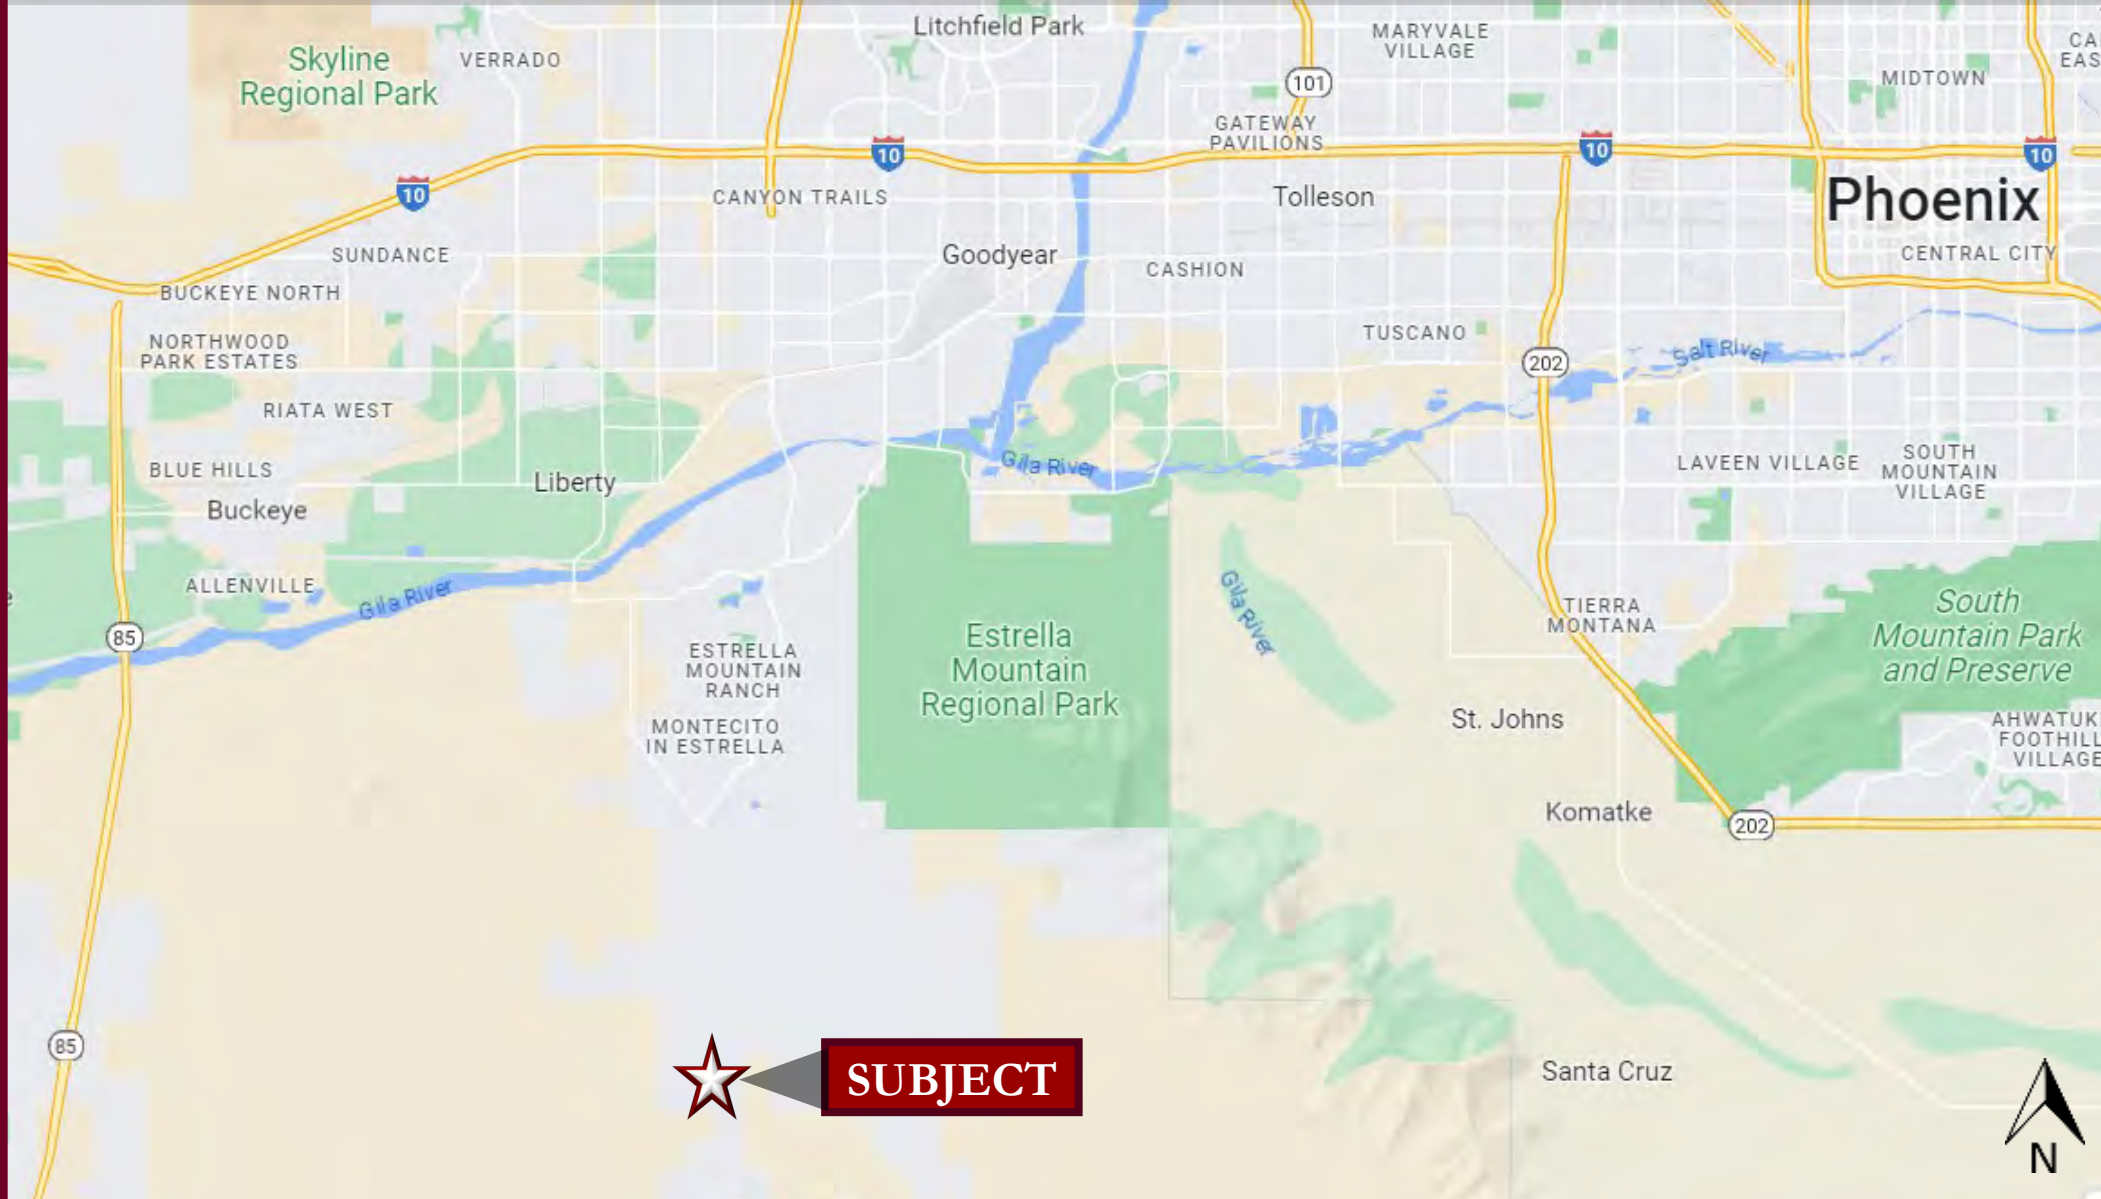 Litchfield Park
MARYVALE
VILLAGE
Skyline
Regional Park
VERRADO
101
MIDTOWN
GATEWAY
PAVILIONS
10
10
10
10
CANYON TRAILS
Tolleson
Phoenix
SUNDANCE
Goodyear
CASHION
CENTRAL CITY
BUCKEYE NORTH
NORTHWOOD
PARK ESTATES
TUSCANO
202
Salt River
RIATA WEST
BLUE HILLS
Liberty
Gila River
LAVEEN VILLAGE
SOUTH
MOUNTAIN
VILLAGE
Buckeye
ALLENVILLE
Gila River
Gila River
85
TIERRA
MONTANA
South
Mountain Park
and Preserve
ESTRELLA
MOUNTAIN
RANCH
Estrella
Mountain
Regional Park
MONTECITO
IN ESTRELLA
St. Johns
AHWATUK
FOOTHILL
VILLAGE
Komatke
202
85
SUBJECT
Santa Cruz
N